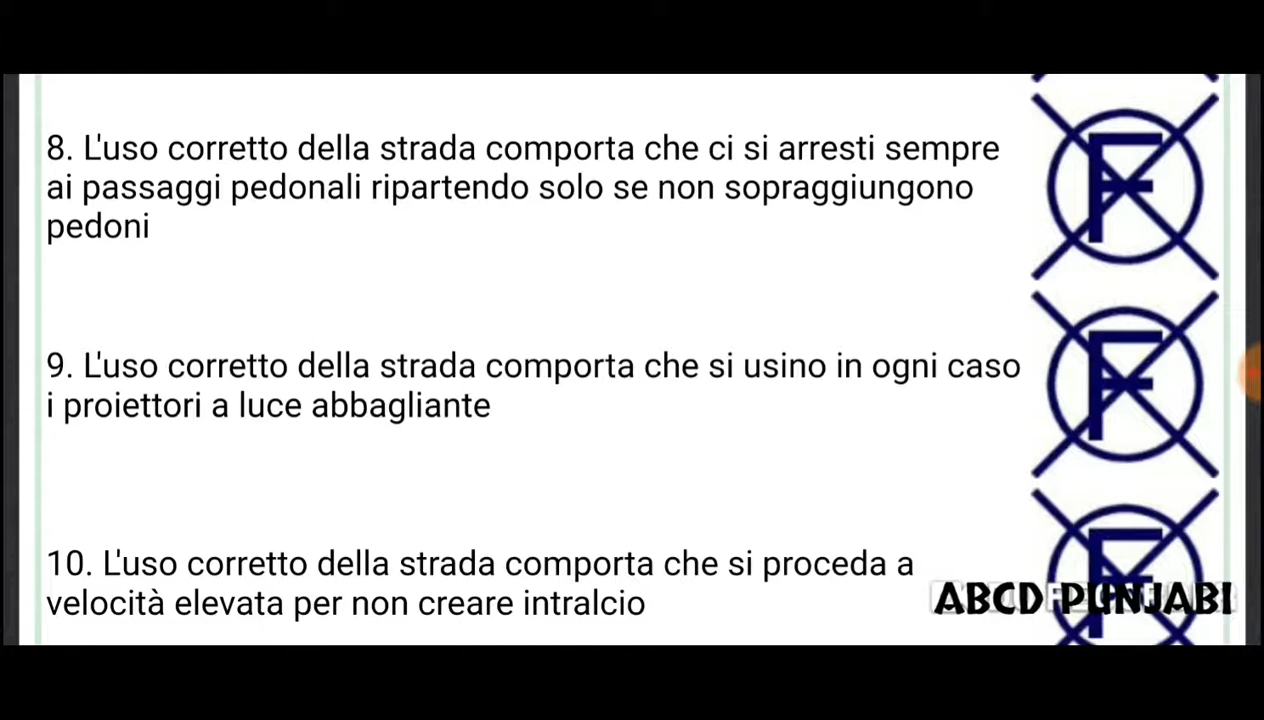 8. L'uso corretto della strada comporta che ci si arresti sempre
ai passaggi pedonali ripartendo solo se non sopraggiungono
pedoni
F
9. L'uso corretto della strada comporta che si usino in ogni caso
i proiettori a luce abbagliante
F
10. L'uso corretto della strada comporta che si proceda a
velocità elevata per non creare intralcio
F
ABCD PUNJABI